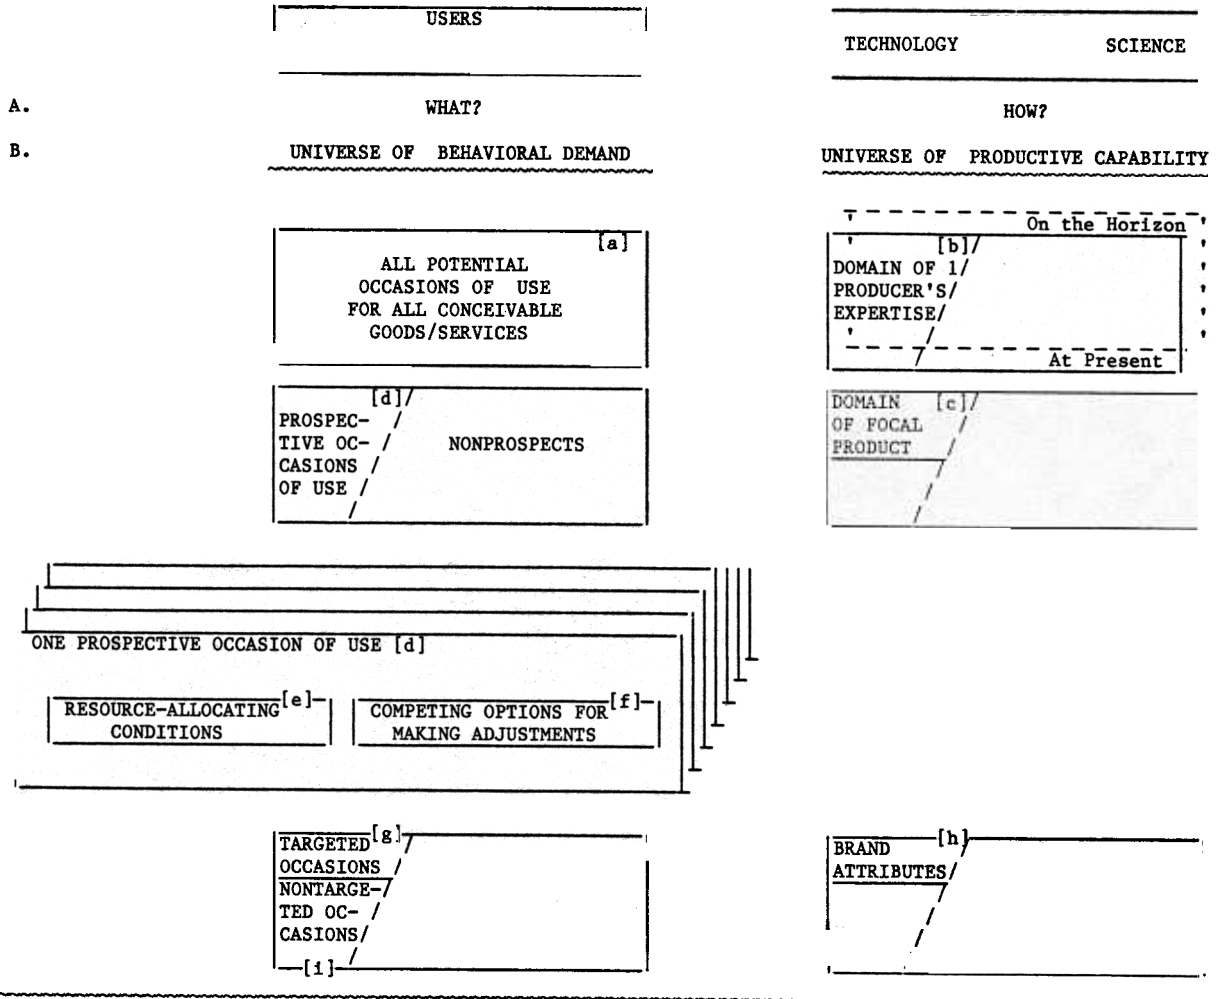 USERS
TECHNOLOGY SCIENCE
A. WHAT? HOW?
B. UNIVERSE OF BEHAVIORAL DEMAND UNIVERSE OF PRODUCTIVE CAPABILITY
[a]
ALL POTENTIAL
OCCASIONS OF USE
FOR ALL CONCEIVABLE
GOODS/SERVICES
On the Horizon
[b]
DOMAIN OF 1
PRODUCER'S
EXPERTISE
At Present
[d]
PROSPEC-
TIVE OC-
CASIONS
OF USE
NONPROSPECTS
DOMAIN [c]
OF FOCAL
PRODUCT
ONE PROSPECTIVE OCCASION OF USE [d]
[e]
RESOURCE-ALLOCATING
CONDITIONS
[f]
COMPETING OPTIONS FOR
MAKING ADJUSTMENTS
[g]
TARGETED
OCCASIONS
NONTARGE-
TED OC-
CASIONS
[i]
[h]
BRAND
ATTRIBUTES